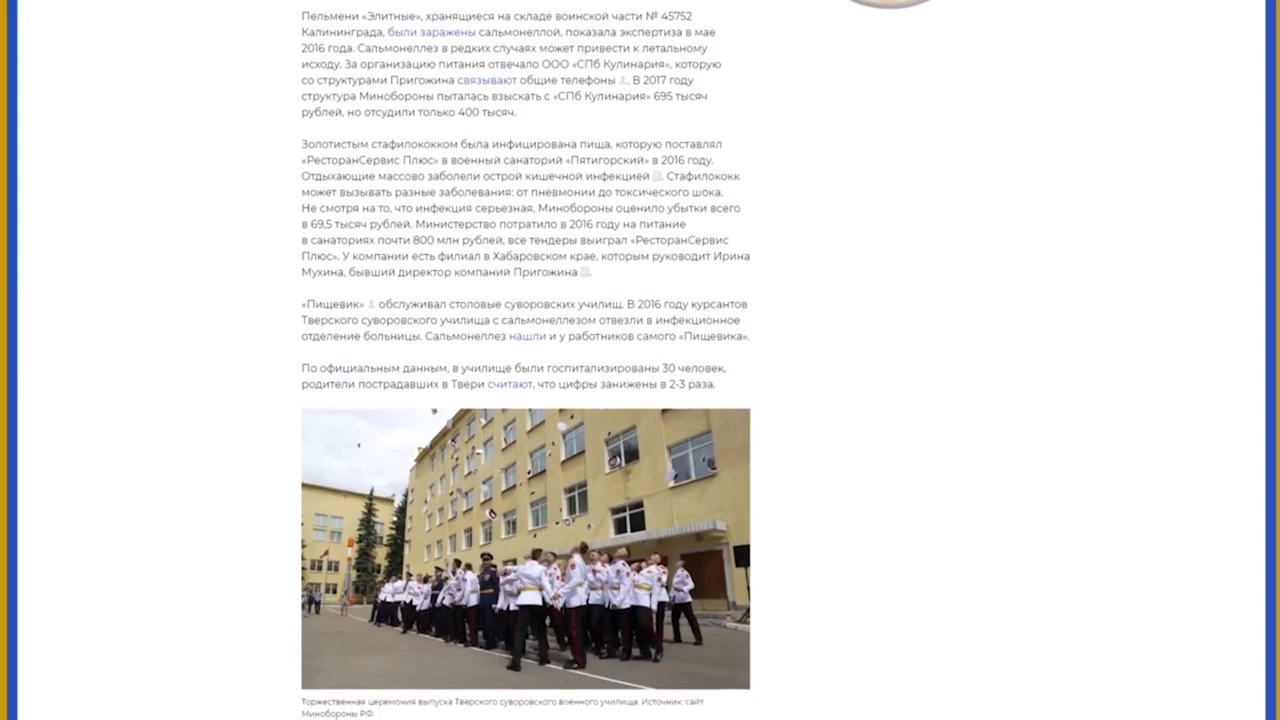 Пельмени «Элитные», хранящиеся на складе воинской части № 45752
Калининграда, были заражены сальмонеллой, показала экспертиза в мае
2016 года. Сальмонеллез в редких случаях может привести к летальному
исходу. За организацию питания отвечало ООО «СПб Кулинария», которую
со структурами Пригожина связывают общие телефоны. В 2017 году
структура Минобороны пыталась взыскать с «СПб Кулинария» 695 тысяч
рублей, но отсудили только 400 тысяч.
Золотистым стафилококком была инфицирована пища, которую поставлял
«РесторанСервис Плюс» в военный санаторий «Пятигорский» в 2016 году.
Отдыхающие массово заболели острой кишечной инфекцией. Стафилококк
может вызывать разные заболевания: от пневмонии до токсического шока.
Не смотря на то, что инфекция серьезная, Минобороны оценило убытки всего
в 69,5 тысяч рублей. Министерство потратило в 2016 году на питание
в санаториях почти 800 млн рублей, все тендеры выиграл «РесторанСервис
Плюс». У компании есть филиал в Хабаровском крае, которым руководит Ирина
Мухина, бывший директор компаний Пригожина.
«Пищевик» обслуживал столовые суворовских училищ. В 2016 году курсантов
Тверского суворовского училища с сальмонеллезом отвезли в инфекционное
отделение больницы. Сальмонеллез нашли и у работников самого «Пищевика».
По официальным данным, в училище были госпитализированы 30 человек,
родители пострадавших в Твери считают, что цифры занижены в 2-3 раза.
Торжественная церемония выпуска Тверского суворовского военного училища. Источник: сайт
Минобороны РФ.